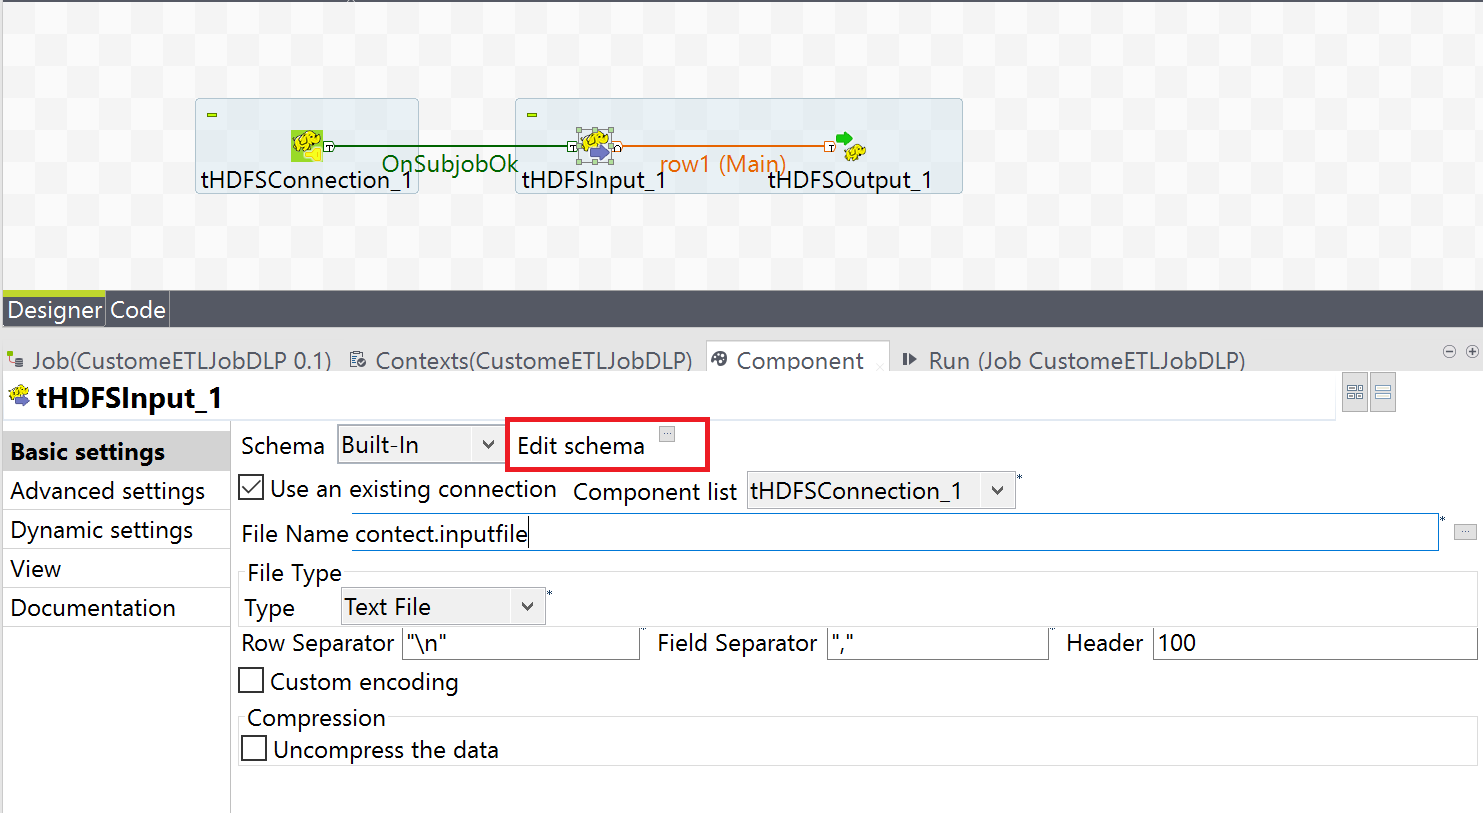 OnSubjobOk
row1 (Main)
tHDFSConnection_1
tHDFSInput_1
tHDFSOutput_1
Designer Code
Job(CustomeETLJobDLP 0.1) Contexts(CustomeETLJobDLP) Component Run (Job CustomeETLJobDLP)
tHDFSInput_1
Basic settings
Advanced settings
Dynamic settings
View
Documentation
Schema Built-In Edit schema ...
Use an existing connection Component list tHDFSConnection_1 *
File Name contect.inputfile * ...
File Type
Type Text File *
Row Separator "\n" * Field Separator "," * Header 100
Custom encoding
Compression
Uncompress the data